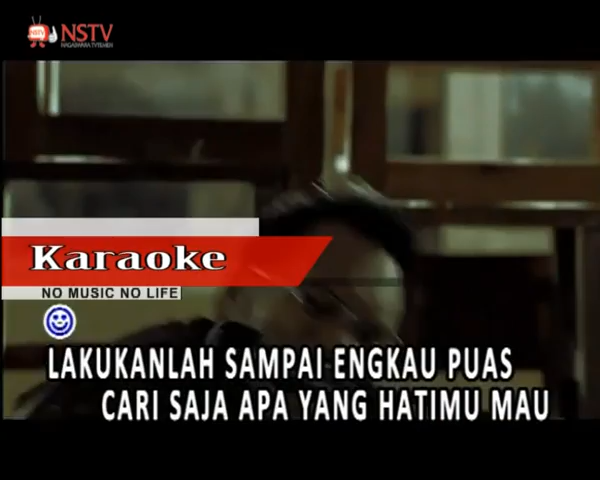 NSTV
Karaoke
NO MUSIC NO LIFE
LAKUKANLAH SAMPAI ENGKAU PUAS
CARI SAJA APA YANG HATIMU MAU